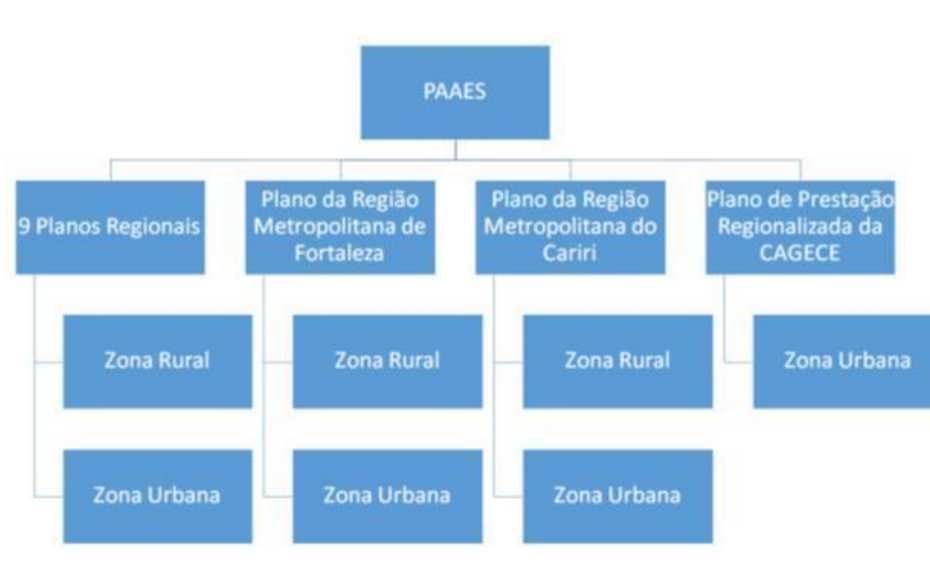 PAAES
9 Planos Regionais
Plano da Região
Metropolitana de
Fortaleza
Plano da Região
Metropolitana do
Cariri
Plano de Prestação
Regionalizada da
CAGECE
Zona Rural
Zona Rural
Zona Rural
Zona Urbana
Zona Urbana
Zona Urbana
Zona Urbana